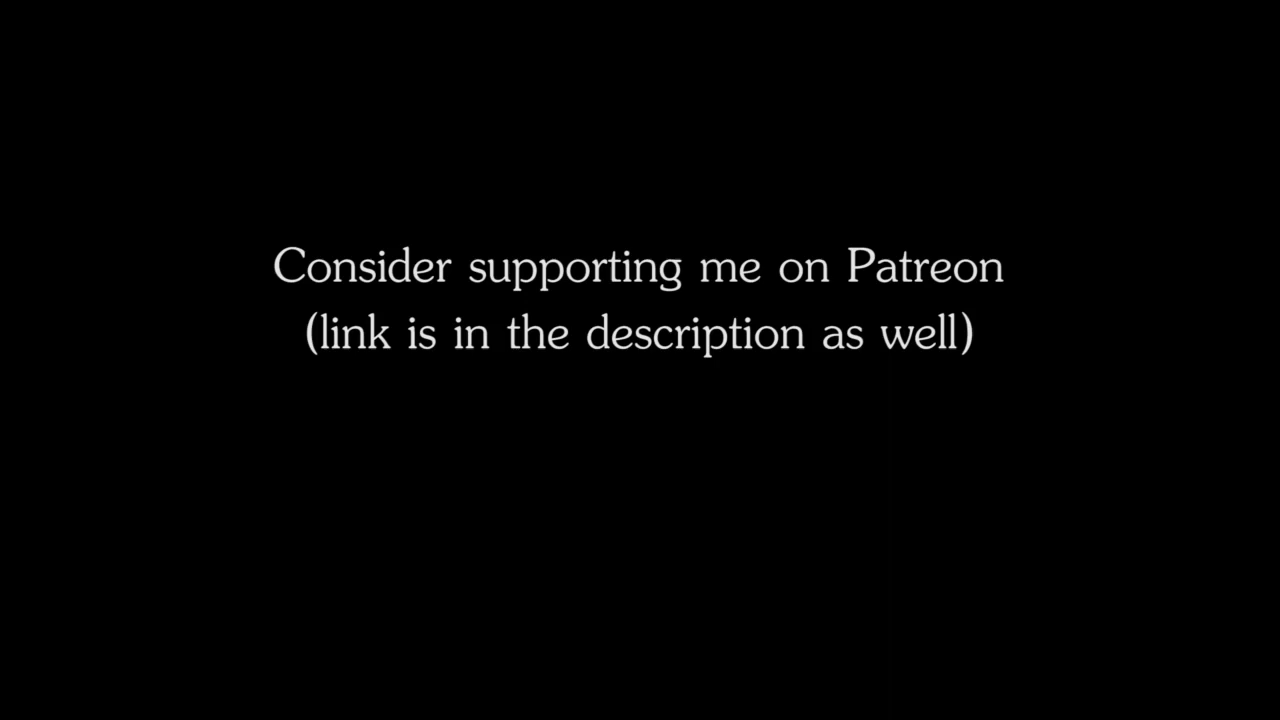 Consider supporting me on Patreon
(link is in the description as well)